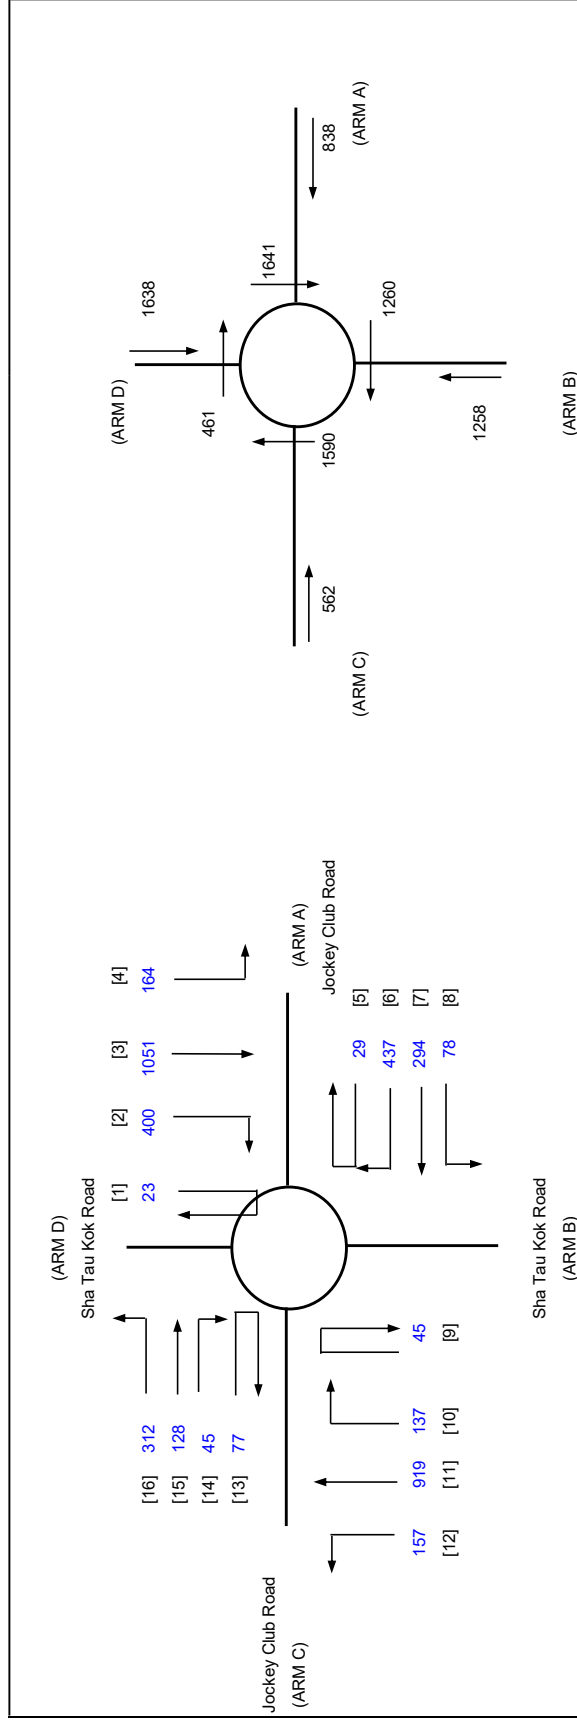 (ARM D)
Sha Tau Kok Road
[1] [2] [3] [4]
23 400 1051 164
[16] 312
[15] 128
[14] 45
[13] 77
Jockey Club Road
(ARM C)
(ARM A)
Jockey Club Road
29 [5]
437 [6]
294 [7]
78 [8]
157 919 137 45
[12] [11] [10] [9]
Sha Tau Kok Road
(ARM B)
(ARM D)
1638
461
1641
838
(ARM A)
1590
562
(ARM C)
1260
1258
(ARM B)